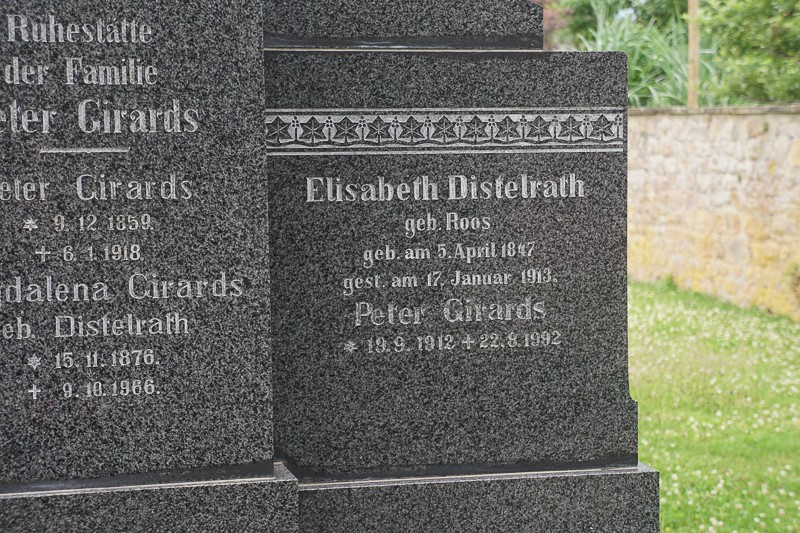 Ruhestätte
der Familie
eter Girards
eter Girards
* 9.12.1859.
+ 6.1.1918.
dalena Girards
eb. Distelrath
* 15.11.1876.
+ 9.10.1966.
Elisabeth Distelrath
geb. Roos
geb. am 5. April 1847
gest. am 17. Januar 1913.
Peter Girards
* 19.9.1912 + 22.8.1992